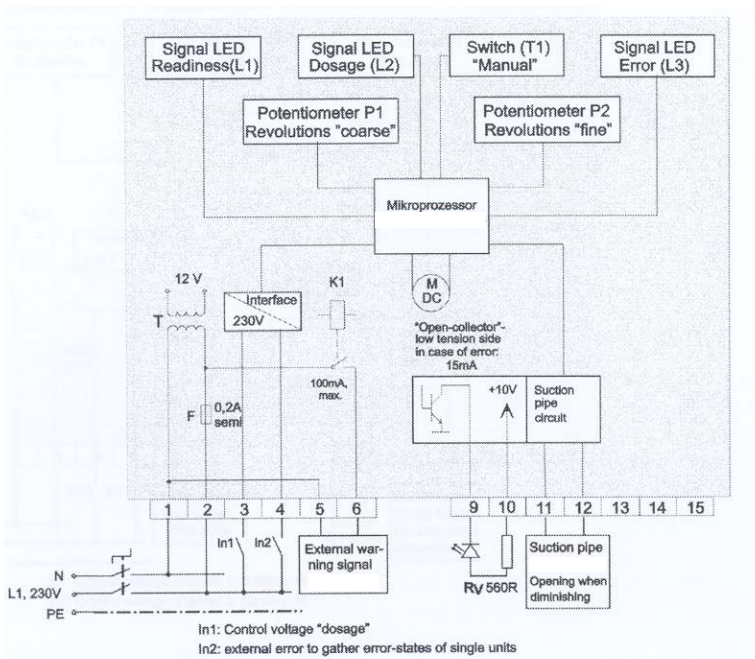 Signal LED
Readiness(L1)
Signal LED
Dosage (L2)
Switch (T1)
"Manual"
Signal LED
Error (L3)
Potentiometer P1
Revolutions "coarse"
Potentiometer P2
Revolutions "fine"
Mikroprozessor
12 V
K1
M
DC
T
Interface
230V
"Open-collector"-
low tension side
in case of error:
15mA
100mA,
max.
+10V
Suction
pipe
circuit
F
0,2A
semi
1 2 3 4 5 6
9 10 11 12 13 14 15
In1 In2
External war-
ning signal
Suction pipe
Opening when
diminishing
RV 560R
N
L1, 230V
PE
In1: Control voltage "dosage"
In2: external error to gather error-states of single units